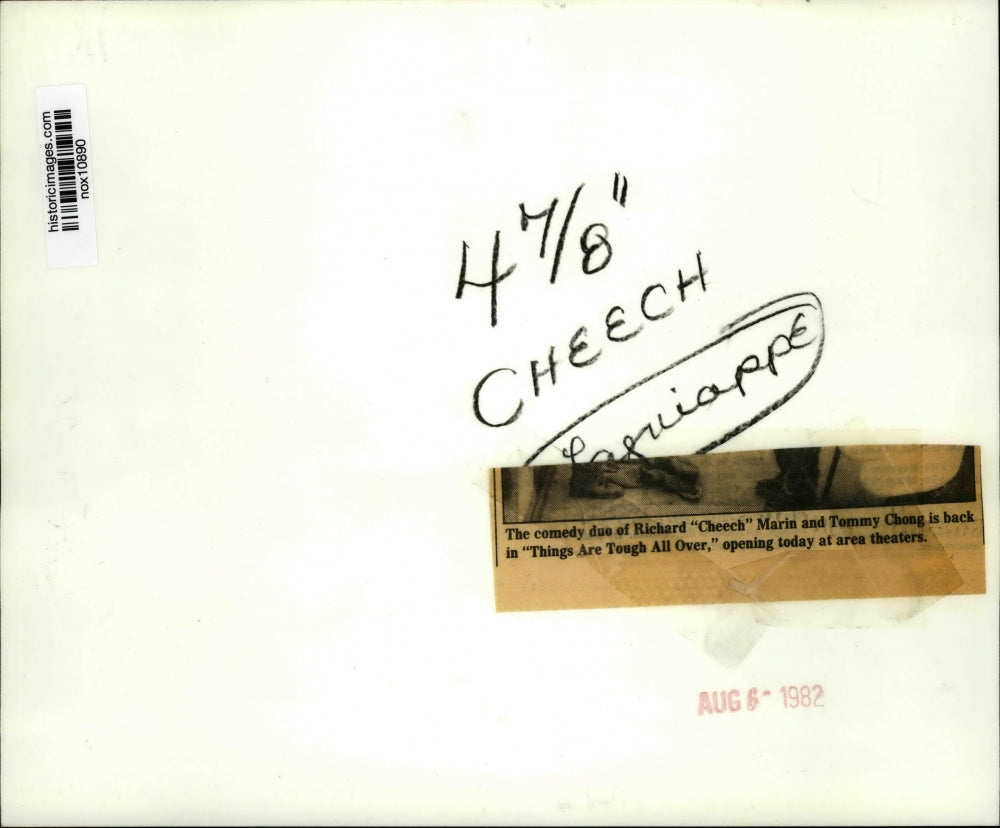 historicimages.com
nox10890
4 7/8"
CHEECH
Lagniappe
The comedy duo of Richard “Cheech” Marin and Tommy Chong is back
in “Things Are Tough All Over,” opening today at area theaters.
AUG 6- 1982